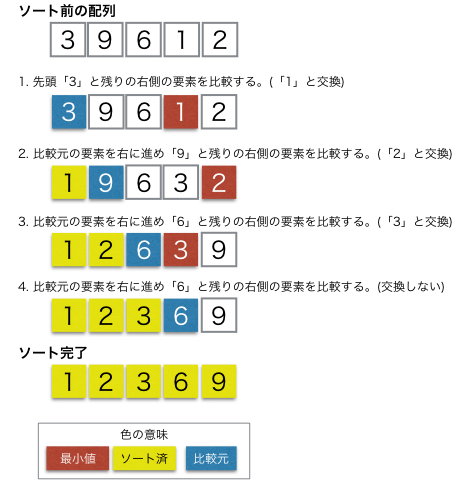 ソート前の配列
3 9 6 1 2
1. 先頭「3」と残りの右側の要素を比較する。(「1」と交換)
3 9 6 1 2
2. 比較元の要素を右に進め「9」と残りの右側の要素を比較する。(「2」と交換)
1 9 6 3 2
3. 比較元の要素を右に進め「6」と残りの右側の要素を比較する。(「3」と交換)
1 2 6 3 9
4. 比較元の要素を右に進め「6」と残りの右側の要素を比較する。(交換しない)
1 2 3 6 9
ソート完了
1 2 3 6 9
色の意味
最小値 ソート済 比較元